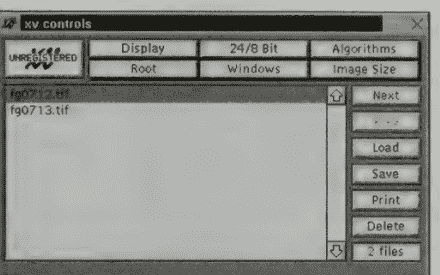 xv controls
UNREGISTERED
Display
24/8 Bit
Algorithms
Root
Windows
Image Size
fg0712.tif
fg0713.tif
Next
Load
Save
Print
Delete
2 files